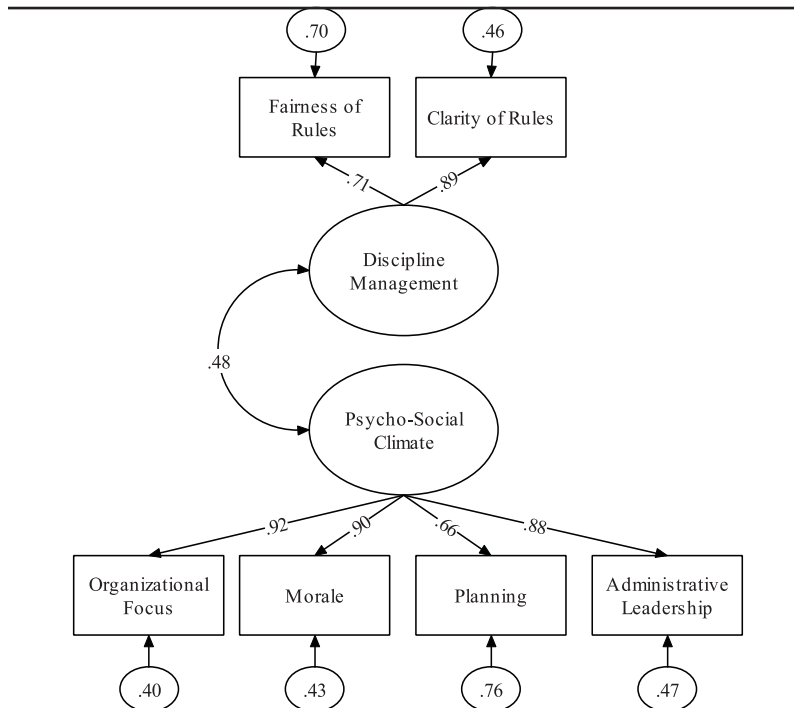 .70
.46
Fairness of
Rules
Clarity of Rules
.71
.89
Discipline
Management
.48
Psycho-Social
Climate
.92
.90
.66
.88
Organizational
Focus
Morale
Planning
Administrative
Leadership
.40
.43
.76
.47